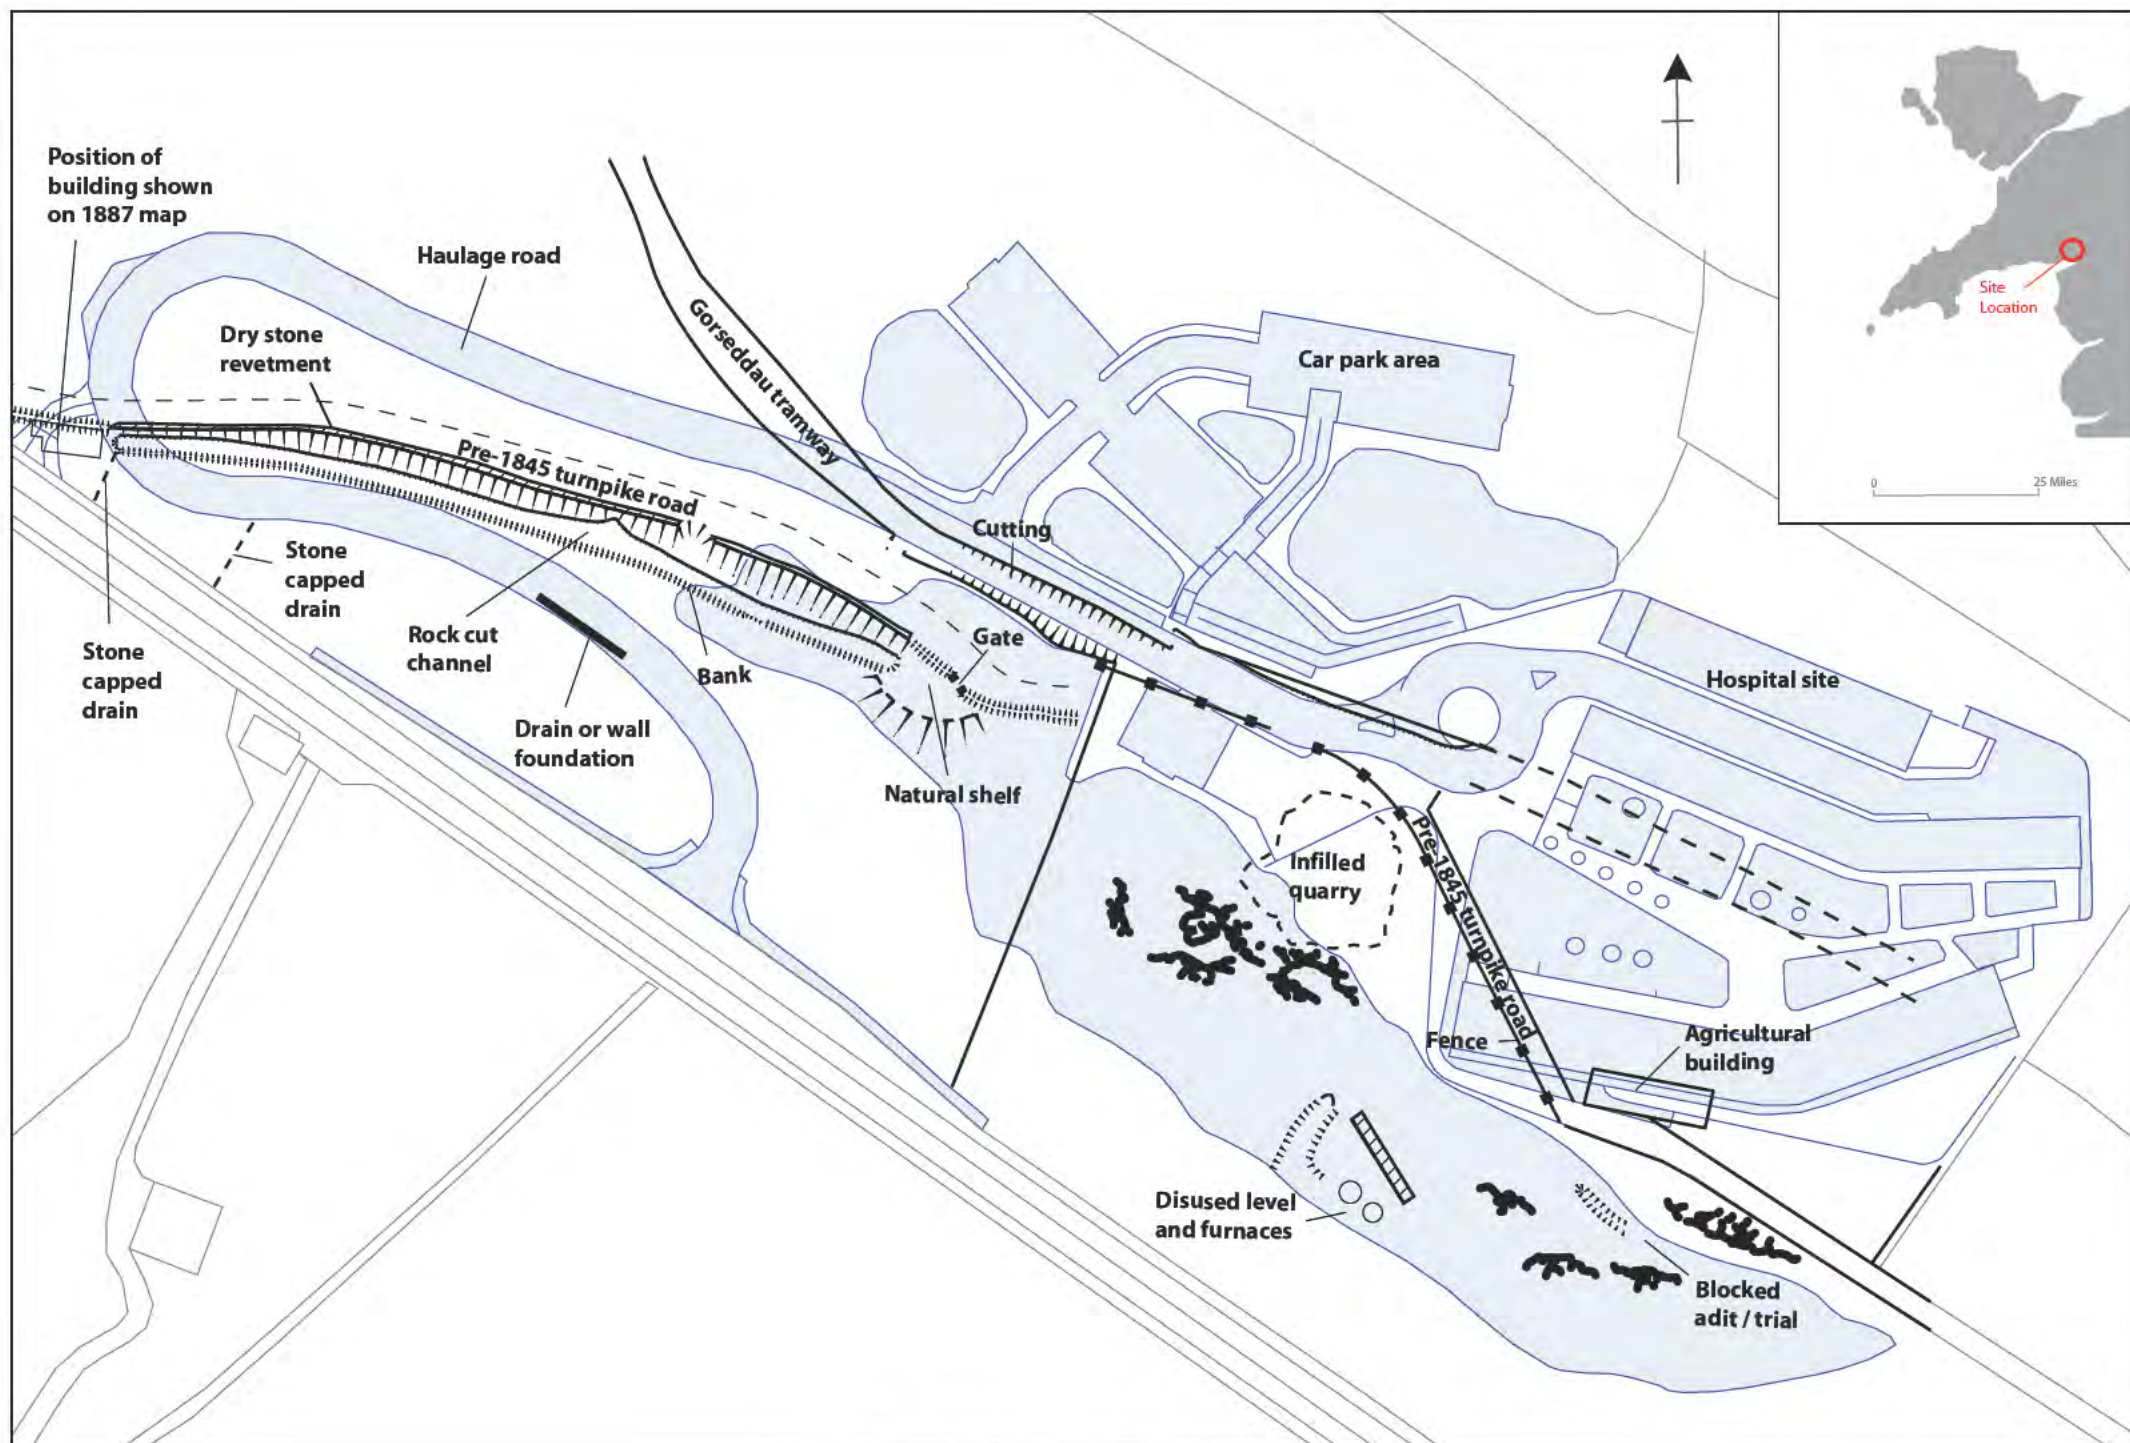 Position of
building shown
on 1887 map
Haulage road
Dry stone
revetment
Gorseddau tramway
Car park area
Site
Location
0
25 Miles
Pre-1845 turnpike road
Cutting
Stone
capped
drain
Rock cut
channel
Gate
Stone
capped
drain
Bank
Hospital site
Drain or wall
foundation
Natural shelf
Infilled
quarry
Pre-1845 turnpike road
Fence
Agricultural
building
Disused level
and furnaces
Blocked
adit / trial